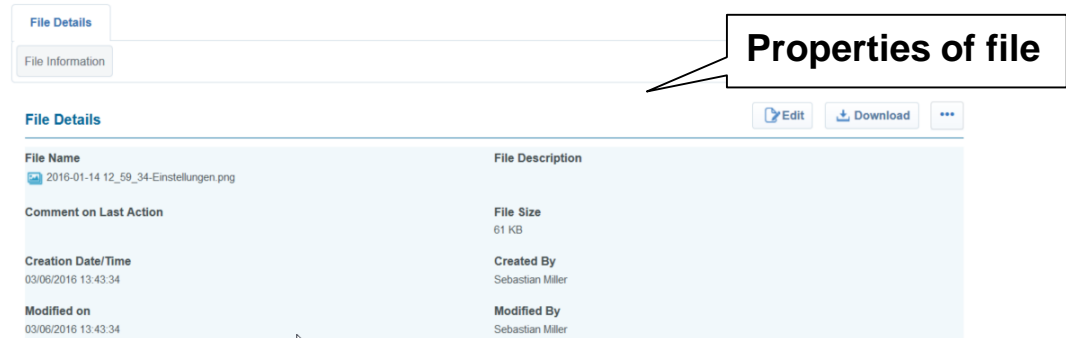 File Details
Properties of file
File Information
File Details
Edit
Download
•••
File Name
File Description
2016-01-14 12_59_34-Einstellungen.png
Comment on Last Action
File Size
61 KB
Creation Date/Time
Created By
03/06/2016 13:43:34
Sebastian Miller
Modified on
Modified By
03/06/2016 13:43:34
Sebastian Miller